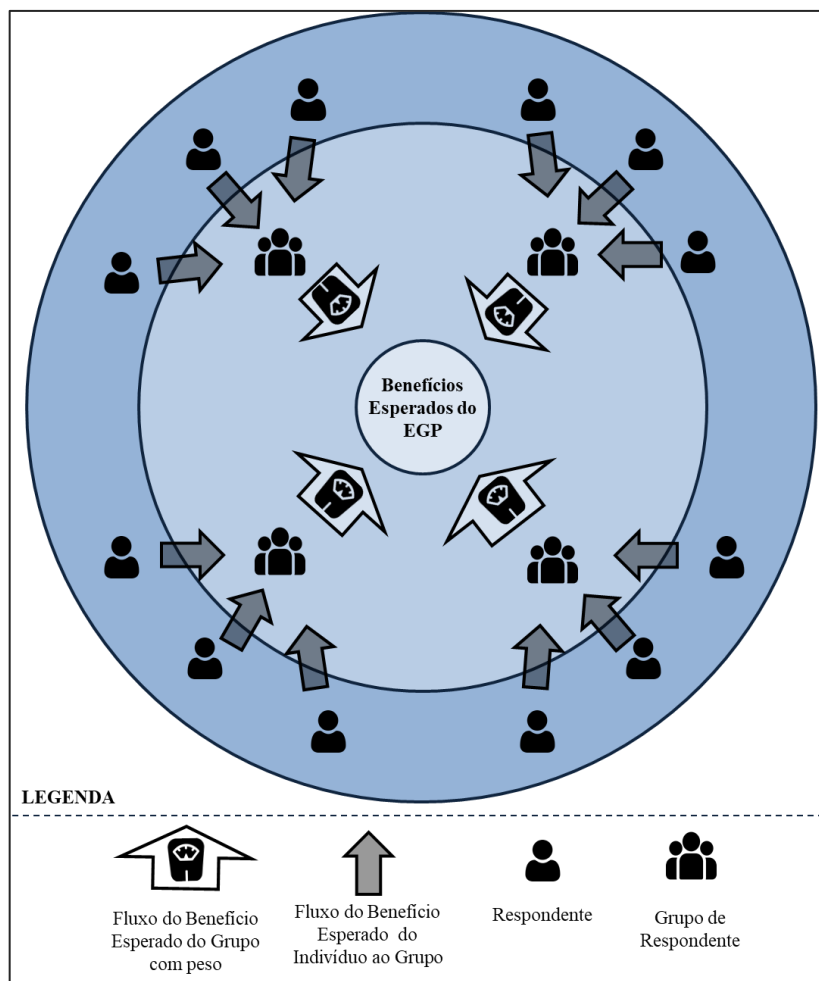 Benefícios
Esperados do
EGP
LEGENDA
Fluxo do Benefício
Esperado do Grupo
com peso
Fluxo do Benefício
Esperado do
Indivíduo ao Grupo
Respondente
Grupo de
Respondente